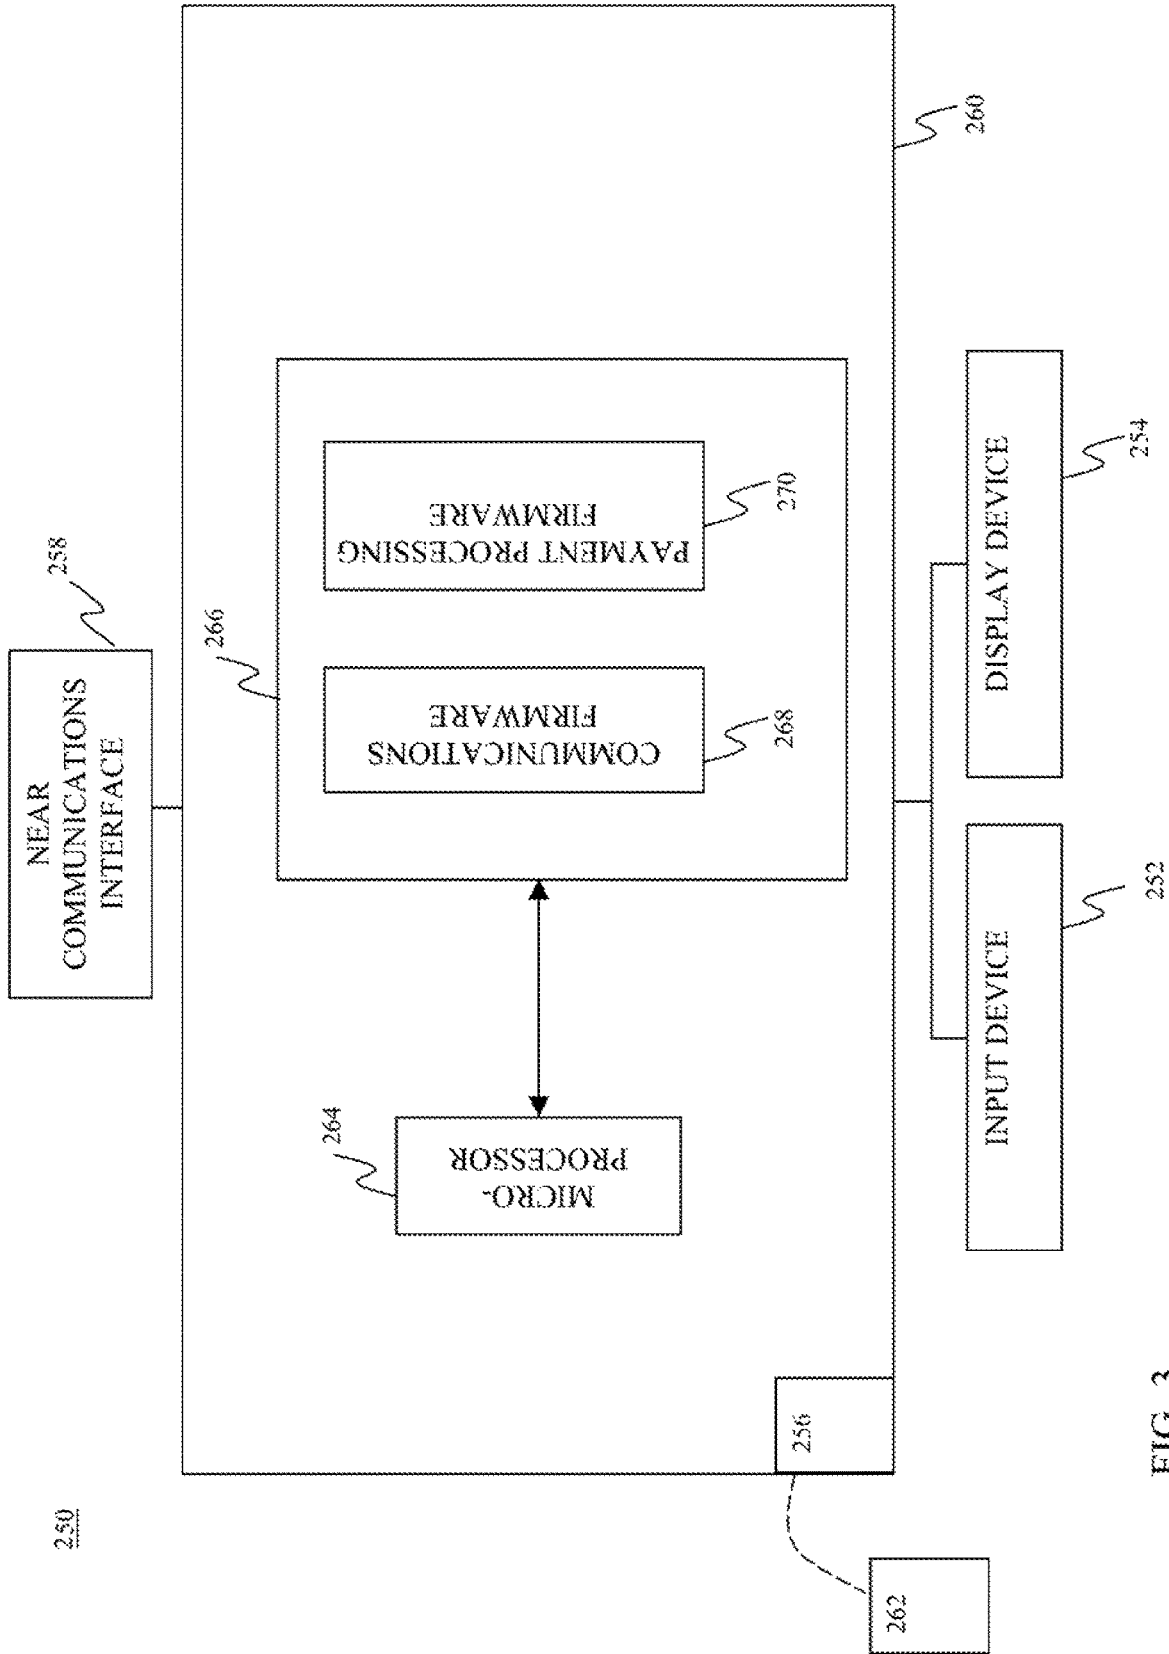 250
NEAR
COMMUNICATIONS
INTERFACE
258
260
266
264
MICRO-
PROCESSOR
COMMUNICATIONS
FIRMWARE
268
PAYMENT PROCESSING
FIRMWARE
270
256
262
INPUT DEVICE
252
DISPLAY DEVICE
254